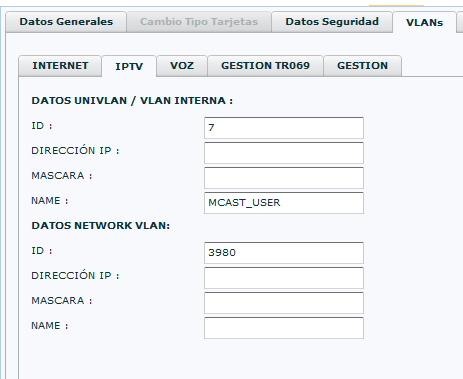 Datos Generales Cambio Tipo Tarjetas Datos Seguridad VLANs
INTERNET IPTV VOZ GESTION TR069 GESTION
DATOS UNIVLAN / VLAN INTERNA :
ID : 7
DIRECCIÓN IP :
MASCARA :
NAME : MCAST_USER
DATOS NETWORK VLAN:
ID : 3980
DIRECCIÓN IP :
MASCARA :
NAME :